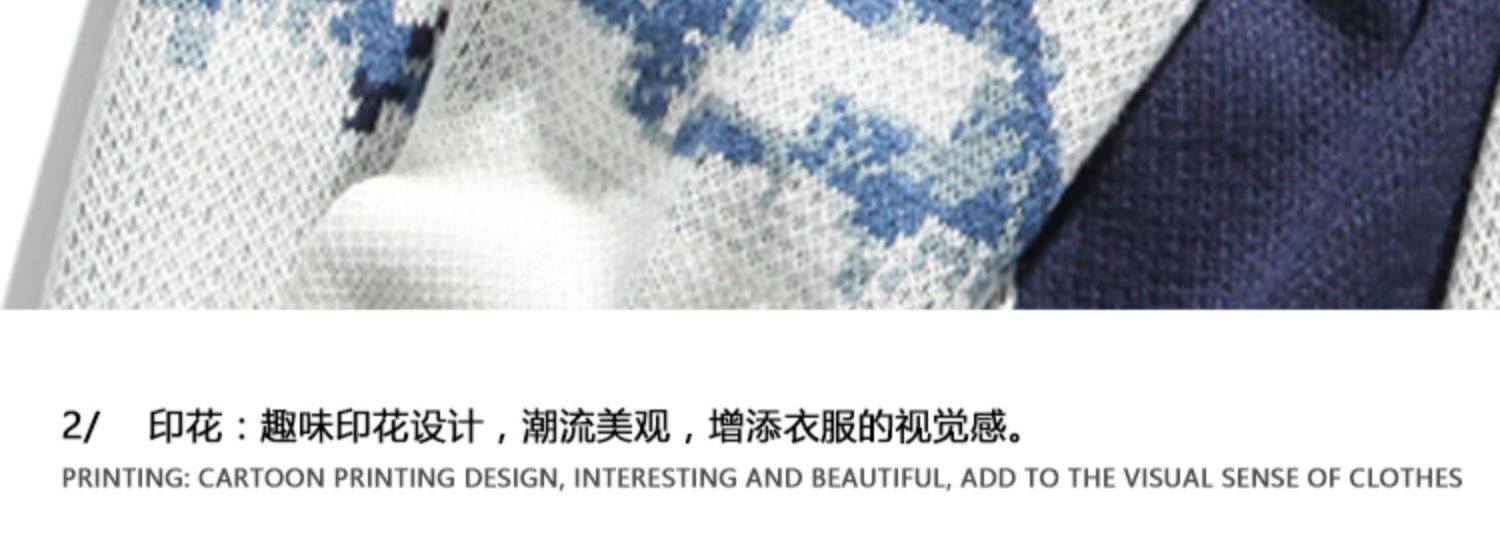 2/ 印花：趣味印花设计，潮流美观，增添衣服的视觉感。
PRINTING: CARTOON PRINTING DESIGN, INTERESTING AND BEAUTIFUL, ADD TO THE VISUAL SENSE OF CLOTHES